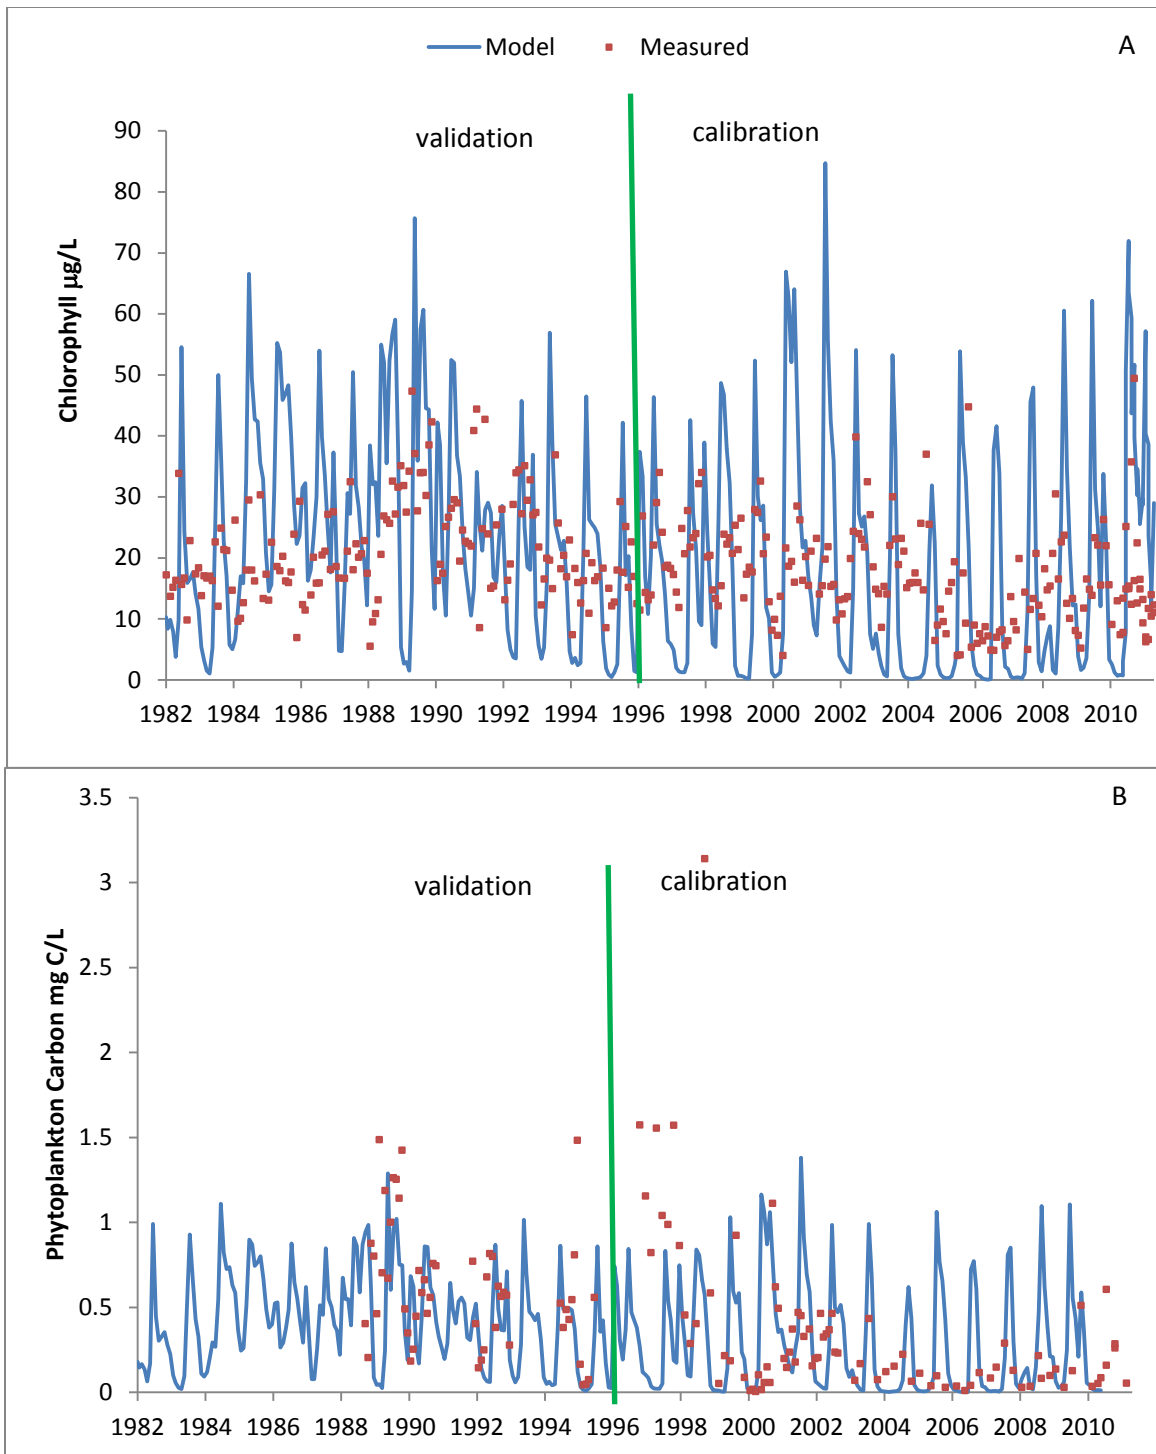 Model Measured A
validation calibration
90
80
70
60
50
40
30
20
10
0
Chlorophyll µg/L
1982 1984 1986 1988 1990 1992 1994 1996 1998 2000 2002 2004 2006 2008 2010
B
validation calibration
3.5
3
2.5
2
1.5
1
0.5
0
Phytoplankton Carbon mg C/L
1982 1984 1986 1988 1990 1992 1994 1996 1998 2000 2002 2004 2006 2008 2010